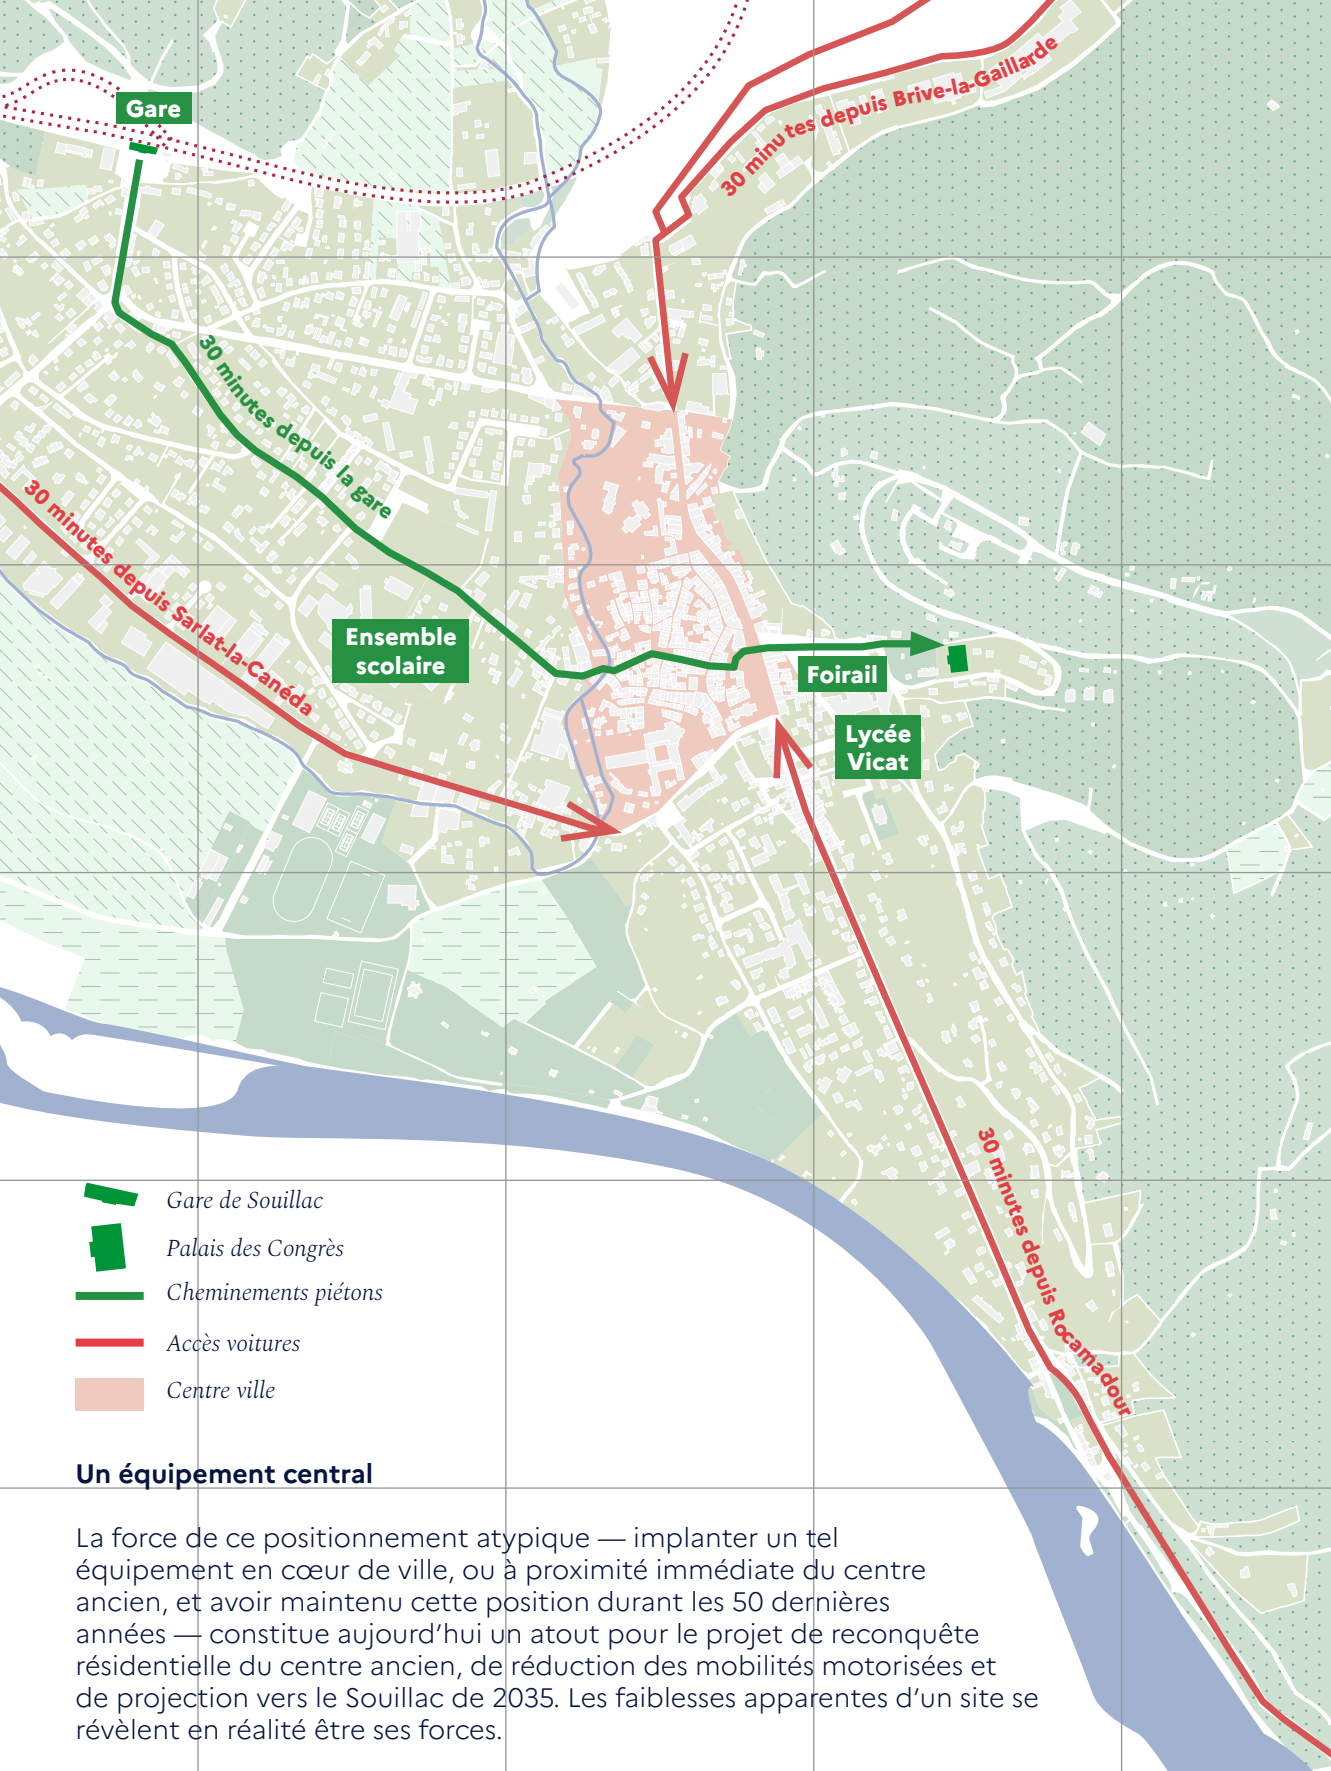 Gare
30 minutes depuis Brive-la-Gaillarde
30 minutes depuis la gare
30 minutes depuis Sarlat-la-Canéda
Ensemble
scolaire
Foirail
Lycée
Vicat
30 minutes depuis Rocamadour
Gare de Souillac
Palais des Congrès
Cheminements piétons
Accès voitures
Centre ville
Un équipement central
La force de ce positionnement atypique — implanter un tel
équipement en cœur de ville, ou à proximité immédiate du centre
ancien, et avoir maintenu cette position durant les 50 dernières
années — constitue aujourd’hui un atout pour le projet de reconquête
résidentielle du centre ancien, de réduction des mobilités motorisées et
de projection vers le Souillac de 2035. Les faiblesses apparentes d’un site se
révèlent en réalité être ses forces.